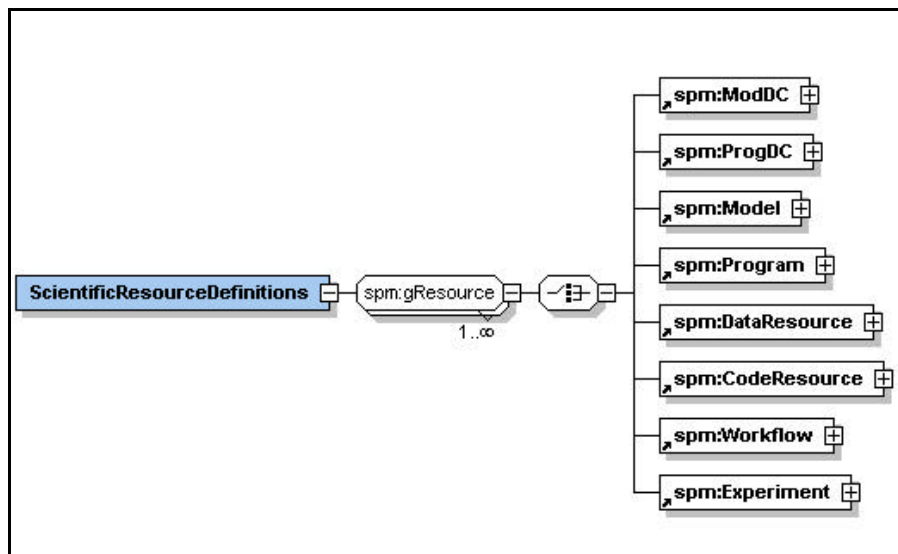 spm:ModDC
spm:ProgDC
spm:Model
spm:Program
ScientificResourceDefinitions
spm:gResource
1..∞
spm:DataResource
spm:CodeResource
spm:Workflow
spm:Experiment